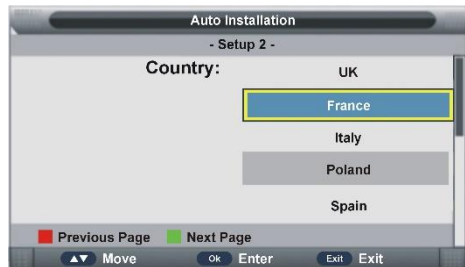 Auto Installation
- Setup 2 -
Country:
UK
France
Italy
Poland
Spain
Previous Page Next Page
▲▼ Move Ok Enter Exit Exit